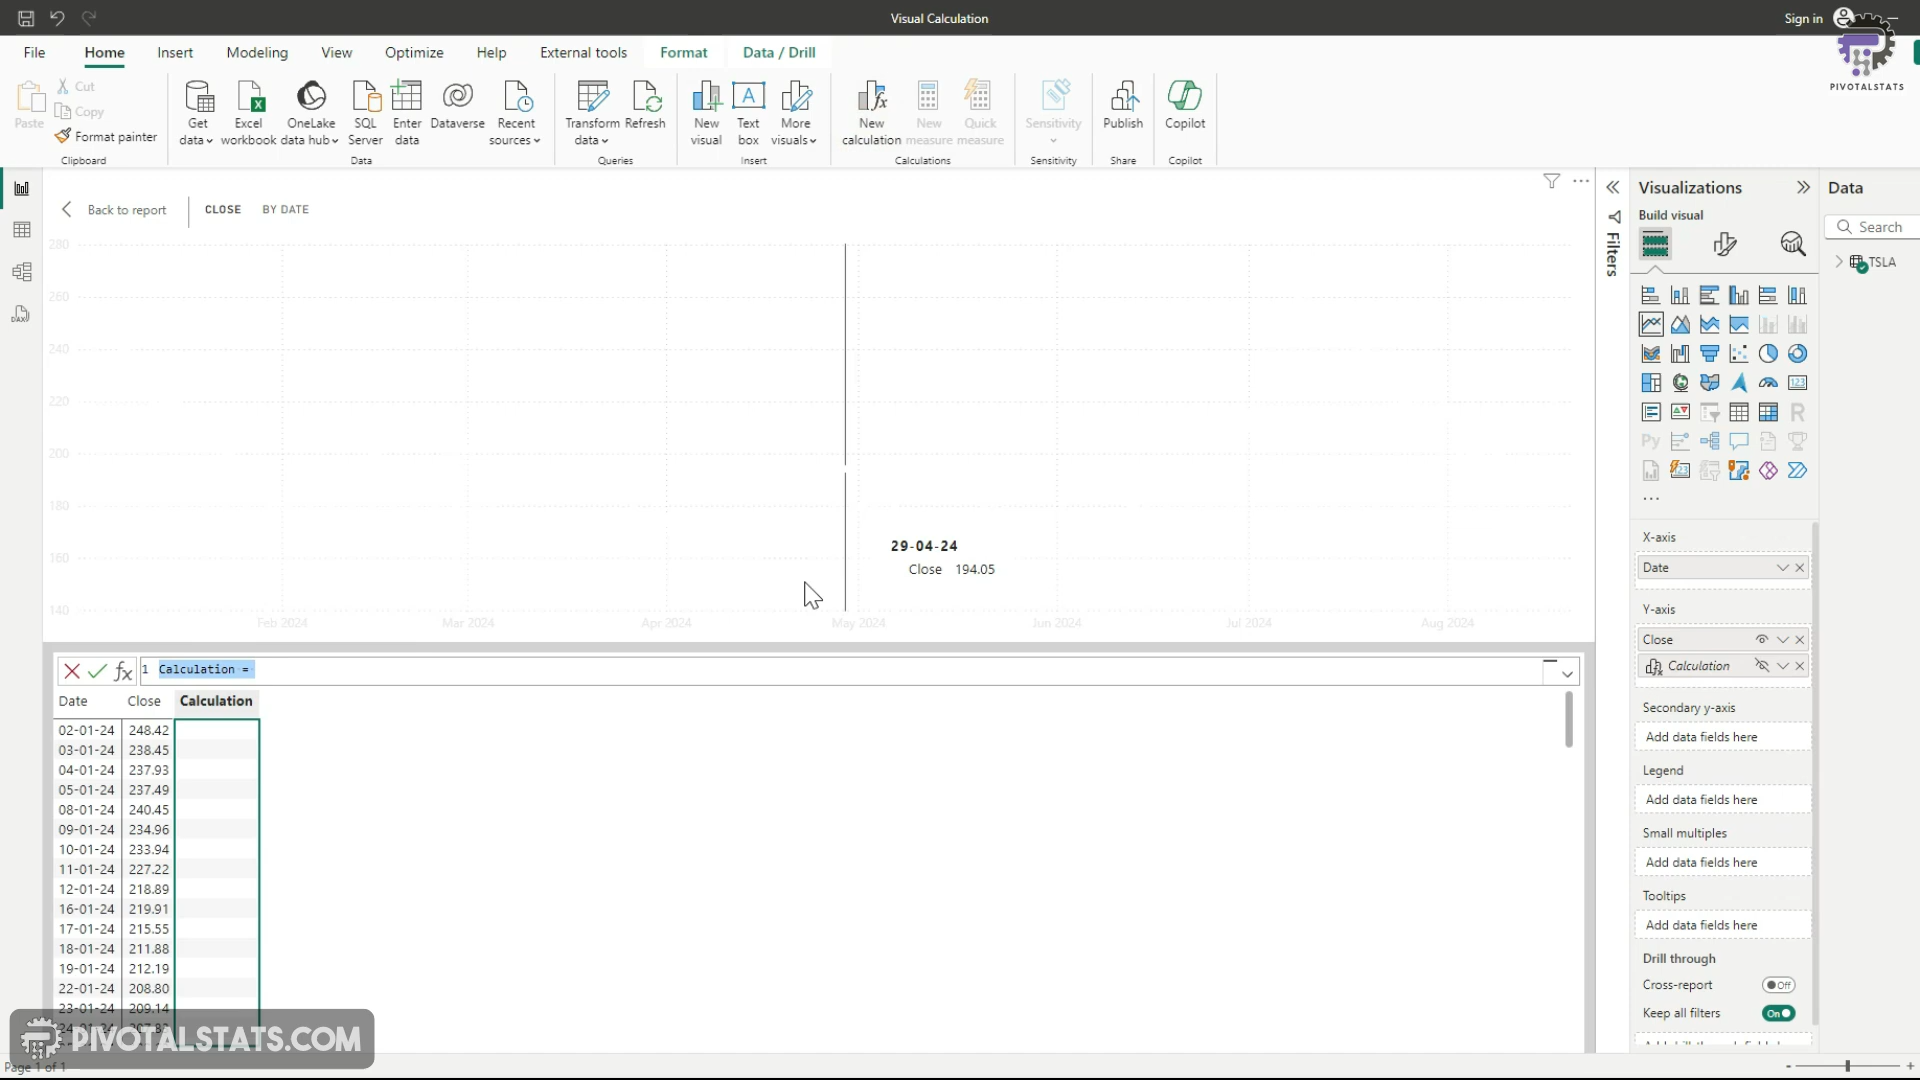 Visual Calculation
Sign in
File Home Insert Modeling View Optimize Help External tools Format Data / Drill
PIVOTALSTATS
Paste
Cut
Copy
Format painter
Clipboard
Get data
Excel workbook
OneLake data hub
SQL Server
Enter data
Dataverse
Recent sources
Data
Transform data
Refresh
Queries
New visual
Text box
More visuals
Insert
New calculation
New measure
Quick measure
Calculations
Sensitivity
Sensitivity
Publish
Share
Copilot
Copilot
Back to report CLOSE BY DATE
280
260
240
220
200
180
160
140
29-04-24
Close 194.05
Feb 2024 Mar 2024 Apr 2024 May 2024 Jun 2024 Jul 2024 Aug 2024
1 Calculation =
Date Close Calculation
02-01-24 248.42
03-01-24 238.45
04-01-24 237.93
05-01-24 237.49
08-01-24 240.45
09-01-24 234.96
10-01-24 233.94
11-01-24 227.22
12-01-24 218.89
16-01-24 219.91
17-01-24 215.55
18-01-24 211.88
19-01-24 212.19
22-01-24 208.80
23-01-24 209.14
PIVOTALSTATS.COM
Page 1 of 1
Filters
Visualizations
Build visual
X-axis
Date
Y-axis
Close
Calculation
Secondary y-axis
Add data fields here
Legend
Add data fields here
Small multiples
Add data fields here
Tooltips
Add data fields here
Drill through
Cross-report Off
Keep all filters On
Data
Search
TSLA
DAX
R
Py
123